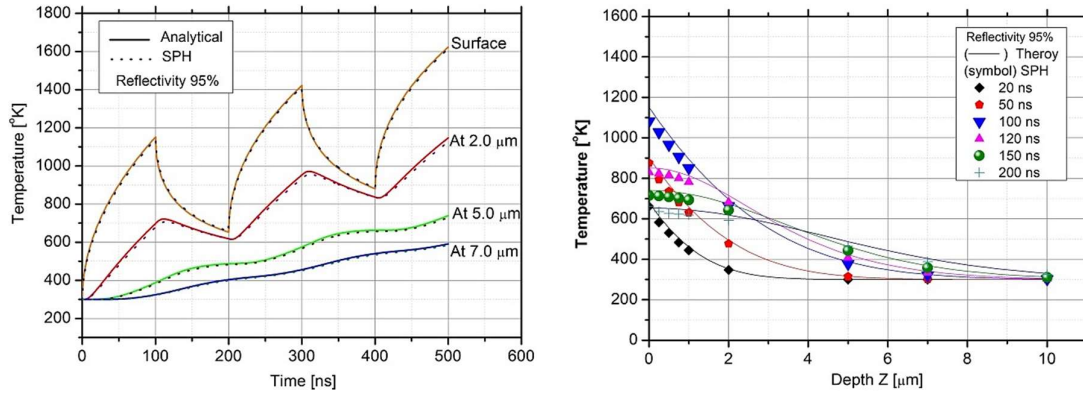 1800
1700
1600
1400
1200
1000
800
600
400
200
100
0 100 200 300 400 500 600
Temperature [°K]
Time [ns]
Analytical
SPH
Reflectivity 95%
Surface
At 2.0 µm
At 5.0 µm
At 7.0 µm
1600
1400
1200
1000
800
600
400
200
0
0 2 4 6 8 10
Temperature [°K]
Depth Z [µm]
Reflectivity 95%
(—) Theroy
(symbol) SPH
20 ns
50 ns
100 ns
120 ns
150 ns
200 ns